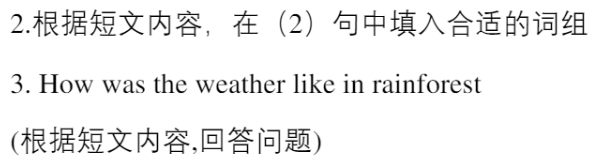 2.根据短文内容，在（2）句中填入合适的词组
3. How was the weather like in rainforest
(根据短文内容,回答问题)